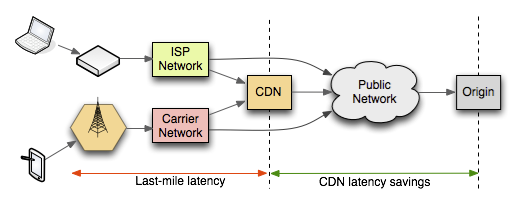 ISP
Network
CDN
Public
Network
Origin
Carrier
Network
Last-mile latency
CDN latency savings